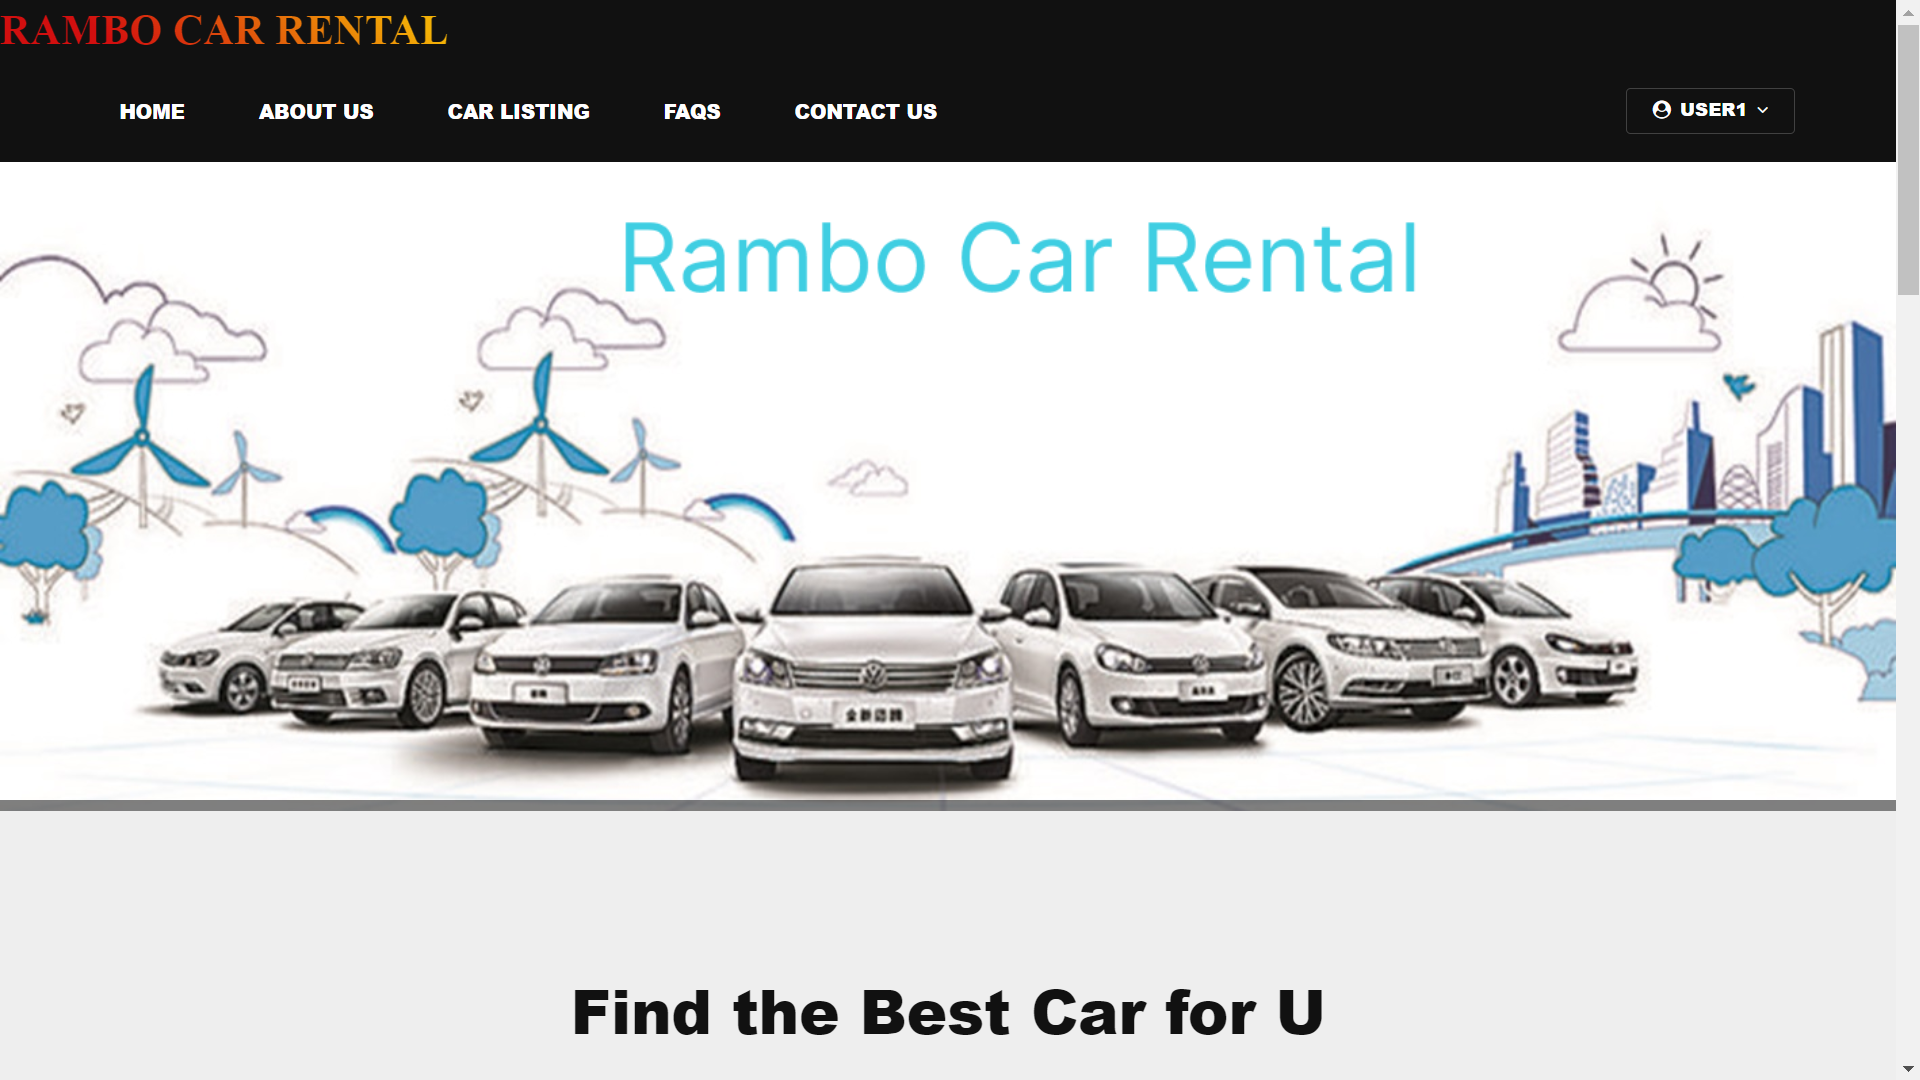 RAMBO CAR RENTAL
HOME
ABOUT US
CAR LISTING
FAQS
CONTACT US
USER1
Rambo Car Rental
Find the Best Car for U